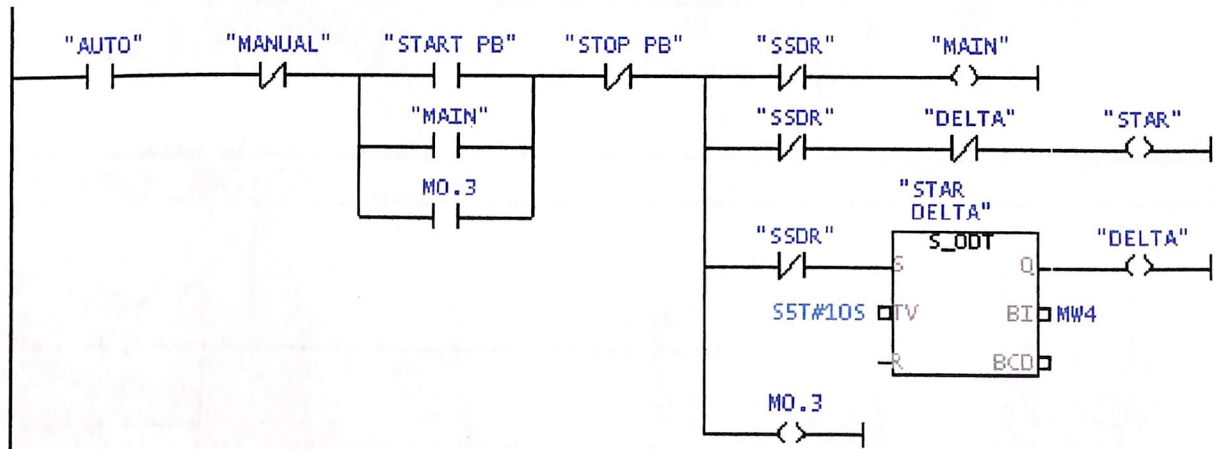 "AUTO" "MANUAL" "START PB" "STOP PB" "SSDR" "MAIN"
"MAIN" "SSDR" "DELTA" "STAR"
M0.3
"STAR
DELTA"
"SSDR" S_ODT "DELTA"
S Q
S5T#10S TV BI MW4
R BCD
M0.3